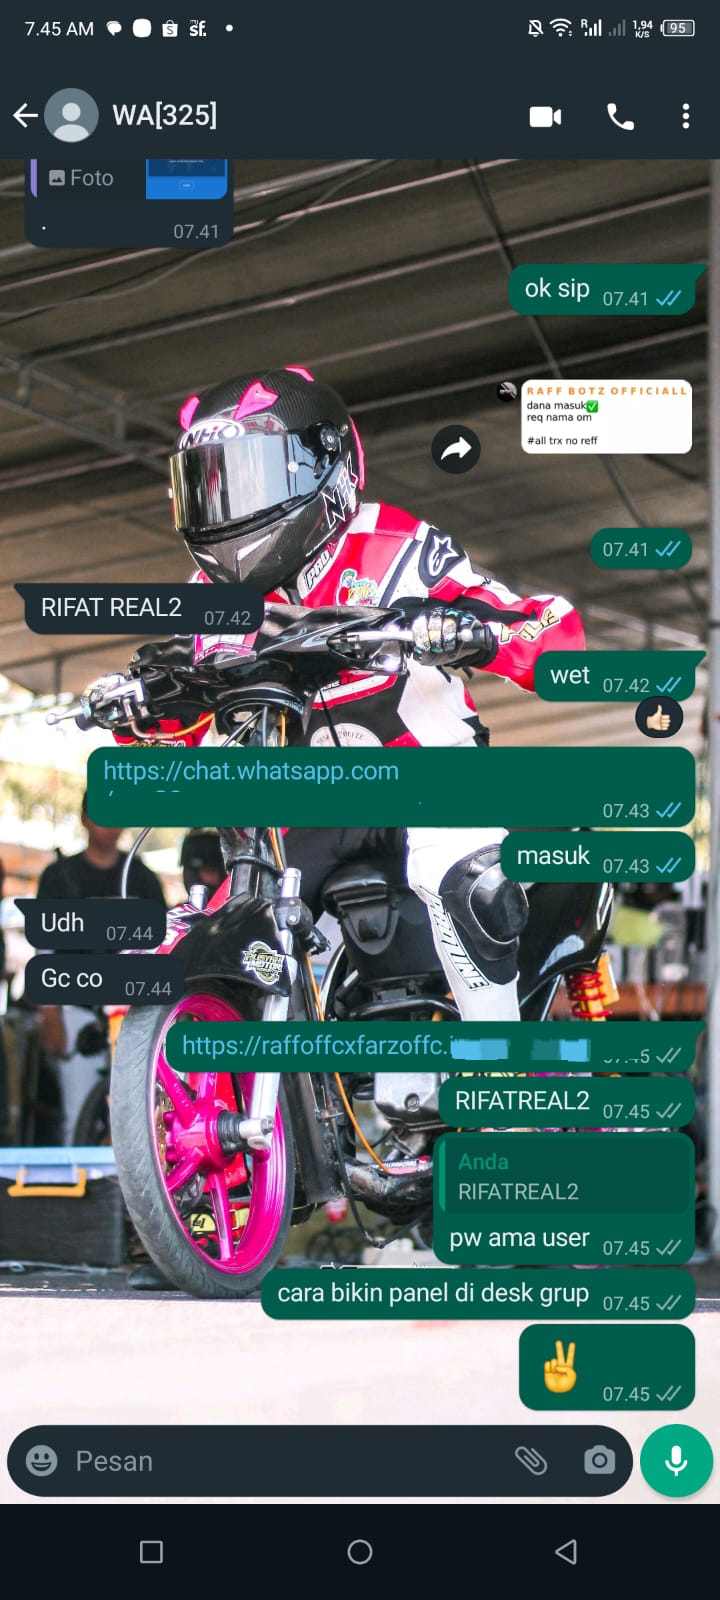 7.45 AM
1,94
K/S
95
WA[325]
Foto
.
07.41
ok sip 07.41
RAFF BOTZ OFFICIALL
dana masuk✅
req nama om
#all trx no reff
07.41
NHK
RIFAT REAL2 07.42
wet 07.42
👍🏻
https://chat.whatsapp.com
07.43
masuk 07.43
Udh 07.44
Gc co 07.44
https://raffoffcxfarzoffc.
RIFATREAL2 07.45
Anda
RIFATREAL2
pw ama user 07.45
cara bikin panel di desk grup 07.45
✌️ 07.45
Pesan